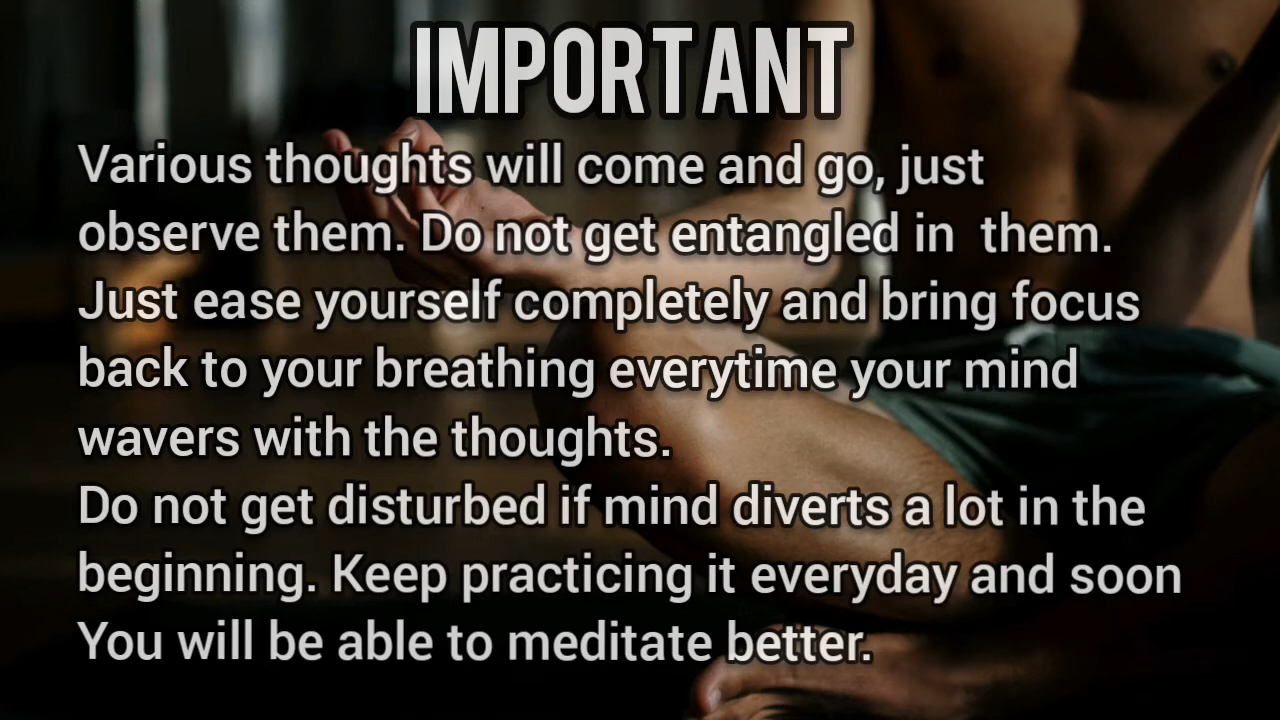 IMPORTANT
Various thoughts will come and go, just
observe them. Do not get entangled in  them.
Just ease yourself completely and bring focus
back to your breathing everytime your mind
wavers with the thoughts.
Do not get disturbed if mind diverts a lot in the
beginning. Keep practicing it everyday and soon
You will be able to meditate better.